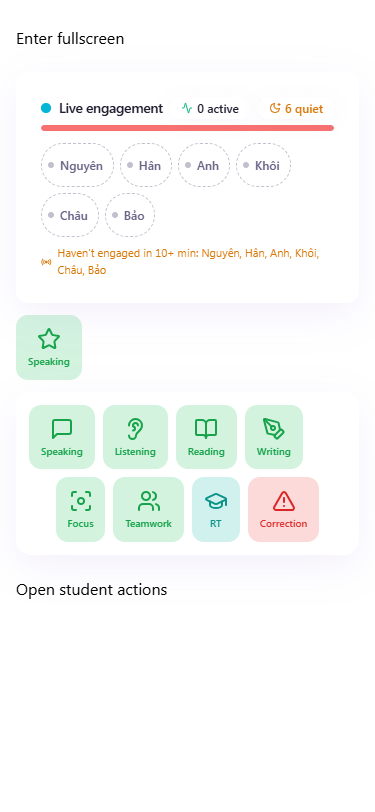 Enter fullscreen
Live engagement 0 active 6 quiet
Nguyên Hân Anh Khôi
Châu Bảo
Haven't engaged in 10+ min: Nguyên, Hân, Anh, Khôi,
Châu, Bảo
Speaking
Speaking Listening Reading Writing
Focus Teamwork RT Correction
Open student actions